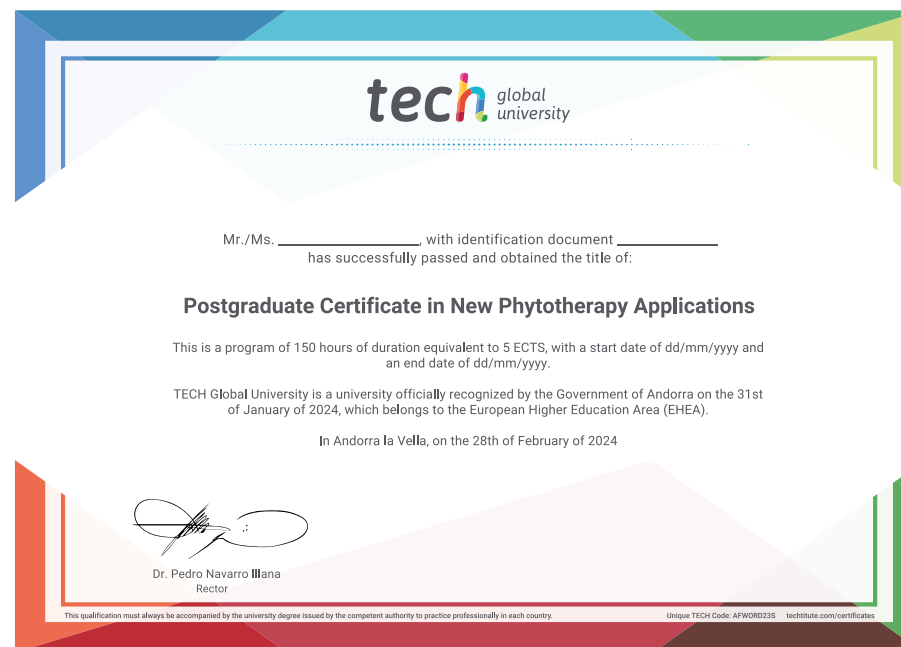 tech global
university
Mr./Ms. ____________, with identification document ____________
has successfully passed and obtained the title of:
Postgraduate Certificate in New Phytotherapy Applications
This is a program of 150 hours of duration equivalent to 5 ECTS, with a start date of dd/mm/yyyy and
an end date of dd/mm/yyyy.
TECH Global University is a university officially recognized by the Government of Andorra on the 31st
of January of 2024, which belongs to the European Higher Education Area (EHEA).
In Andorra la Vella, on the 28th of February of 2024
Dr. Pedro Navarro Illana
Rector
This qualification must always be accompanied by the university degree issued by the competent authority to practice professionally in each country. Unique TECH Code: AFWORD23S techtitute.com/certificates